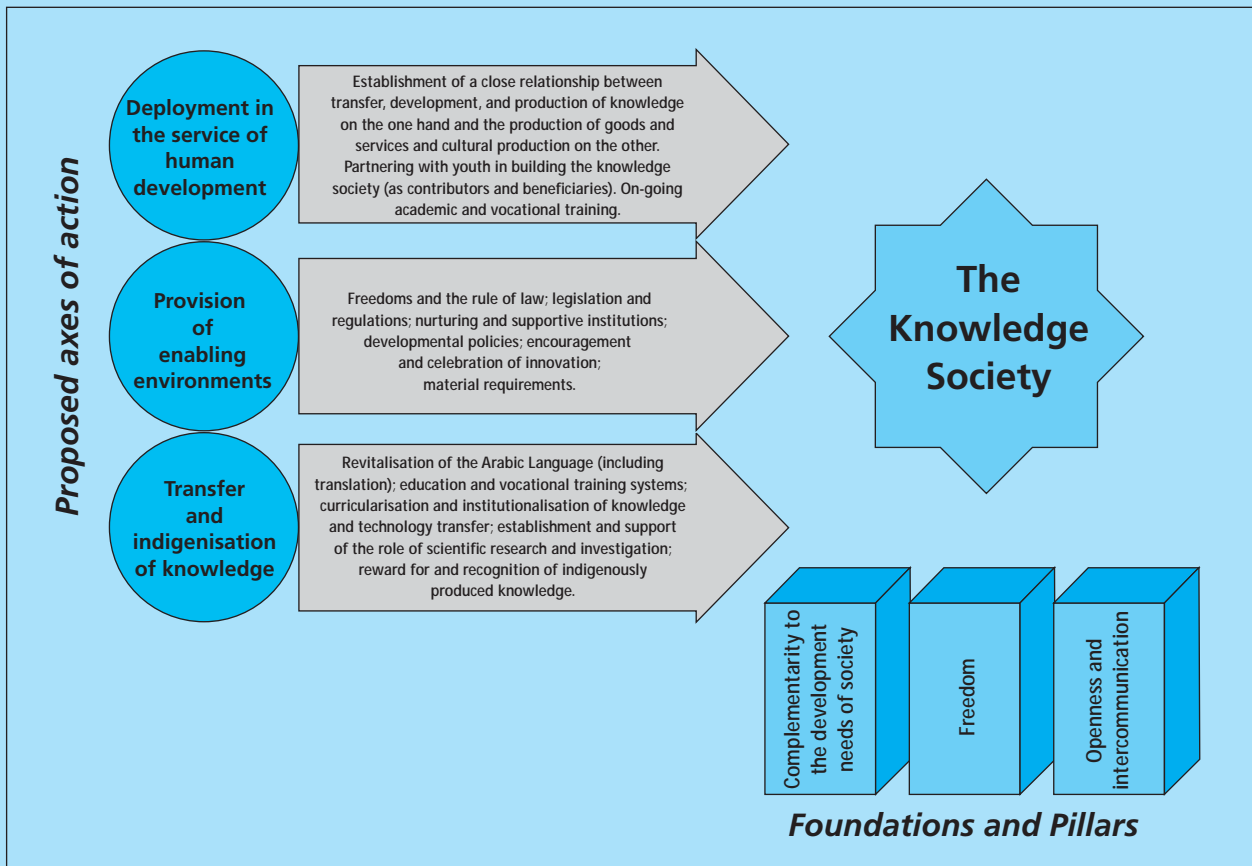 Proposed axes of action
Deployment in
the service of
human
development
Establishment of a close relationship between
transfer, development, and production of knowledge
on the one hand and the production of goods and
services and cultural production on the other.
Partnering with youth in building the knowledge
society (as contributors and beneficiaries). On-going
academic and vocational training.
Provision
of
enabling
environments
Freedoms and the rule of law; legislation and
regulations; nurturing and supportive institutions;
developmental policies; encouragement
and celebration of innovation;
material requirements.
Transfer
and
indigenisation
of knowledge
Revitalisation of the Arabic Language (including
translation); education and vocational training systems;
curricularisation and institutionalisation of knowledge
and technology transfer; establishment and support
of the role of scientific research and investigation;
reward for and recognition of indigenously
produced knowledge.
The
Knowledge
Society
Complementarity to
the development
needs of society
Freedom
Openness and
intercommunication
Foundations and Pillars